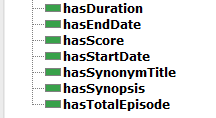 hasDuration
hasEndDate
hasScore
hasStartDate
hasSynonymTitle
hasSynopsis
hasTotalEpisode